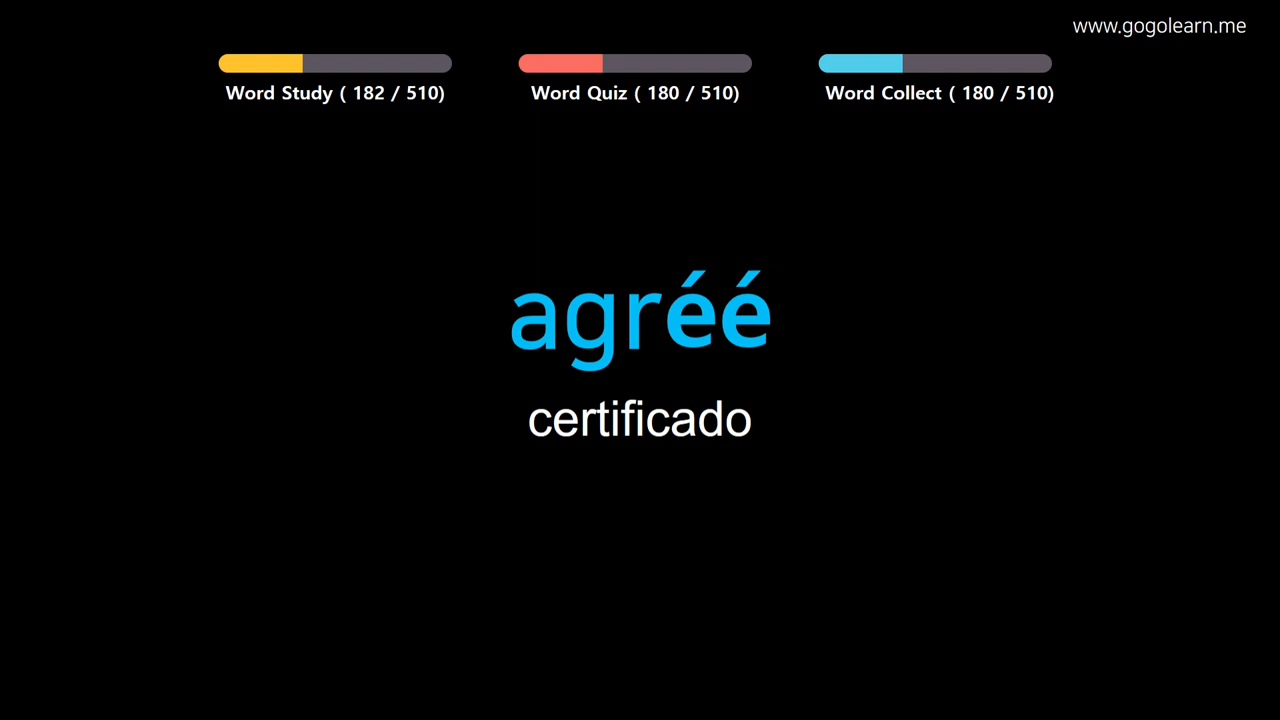 www.gogolearn.me
Word Study ( 182 / 510)
Word Quiz ( 180 / 510)
Word Collect ( 180 / 510)
agréé
certificado